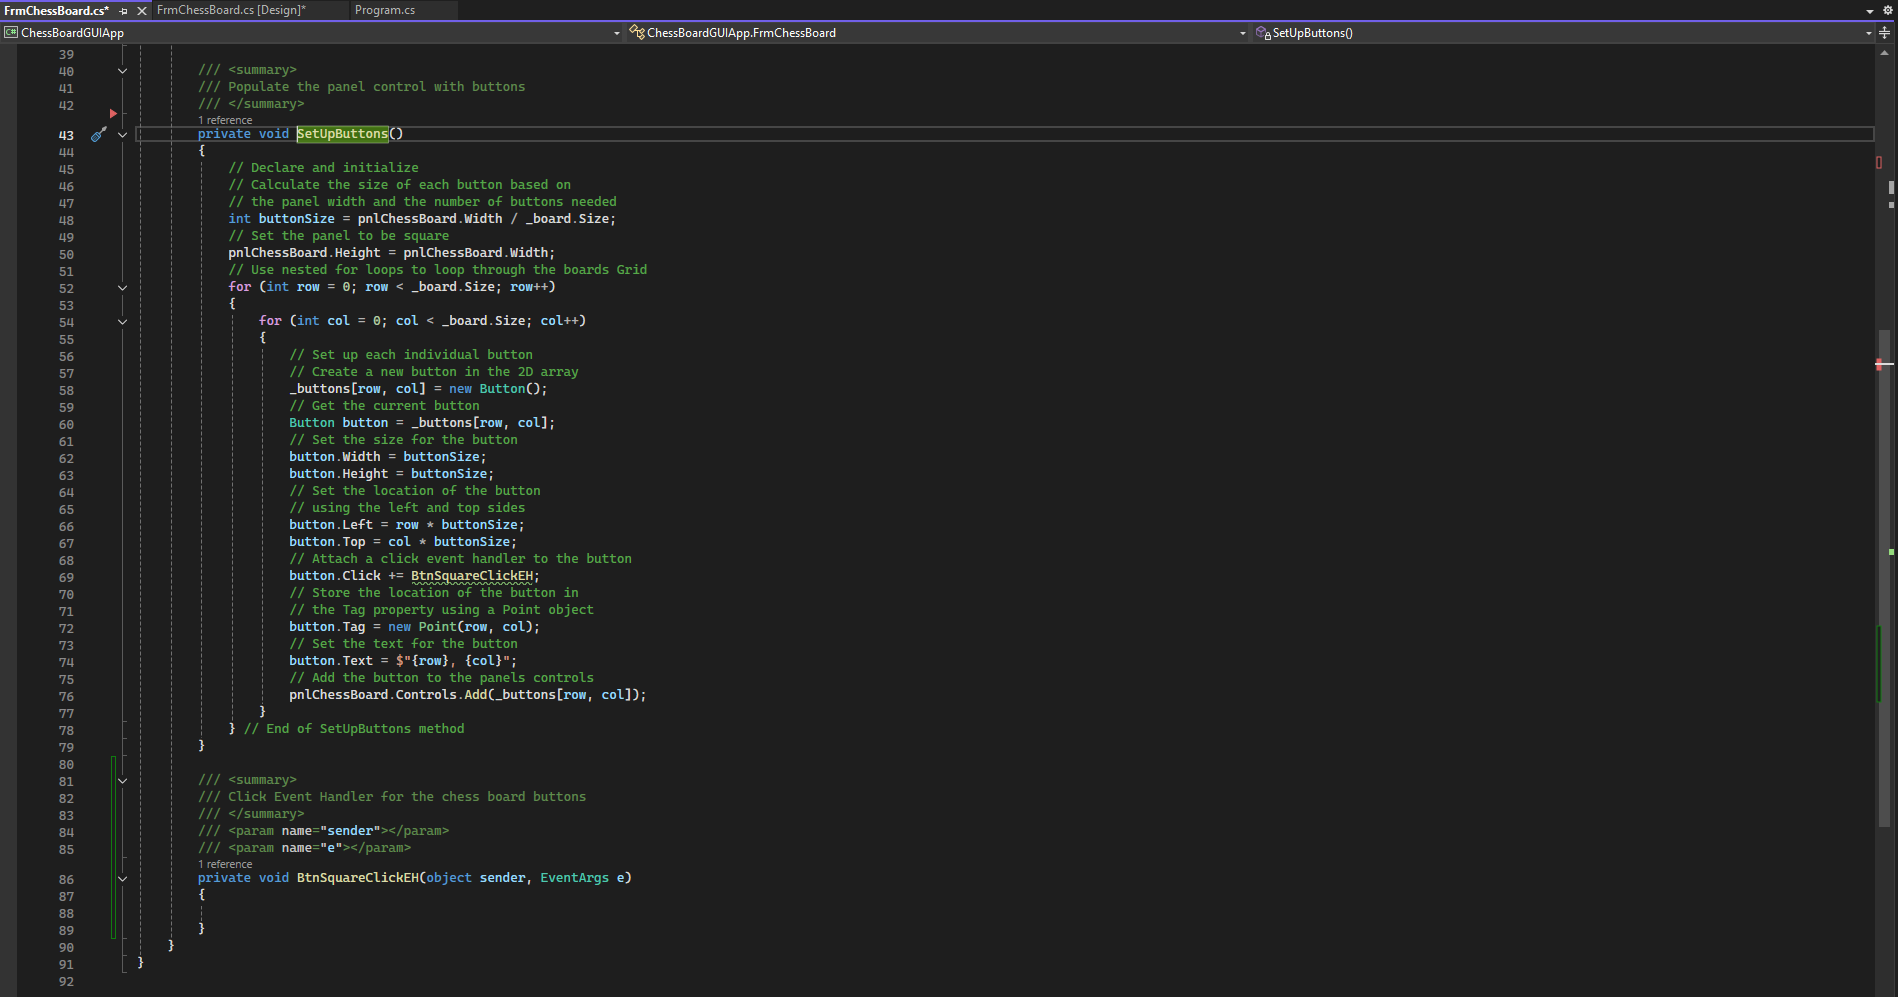 FrmChessBoard.cs* FrmChessBoard.cs [Design]* Program.cs
C# ChessBoardGUIApp ChessBoardGUIApp.FrmChessBoard SetUpButtons()
39
40 /// <summary>
41 /// Populate the panel control with buttons
42 /// </summary>
1 reference
43 private void SetUpButtons()
44 {
45 // Declare and initialize
46 // Calculate the size of each button based on
47 // the panel width and the number of buttons needed
48 int buttonSize = pnlChessBoard.Width / _board.Size;
49 // Set the panel to be square
50 pnlChessBoard.Height = pnlChessBoard.Width;
51 // Use nested for loops to loop through the boards Grid
52 for (int row = 0; row < _board.Size; row++)
53 {
54 for (int col = 0; col < _board.Size; col++)
55 {
56 // Set up each individual button
57 // Create a new button in the 2D array
58 _buttons[row, col] = new Button();
59 // Get the current button
60 Button button = _buttons[row, col];
61 // Set the size for the button
62 button.Width = buttonSize;
63 button.Height = buttonSize;
64 // Set the location of the button
65 // using the left and top sides
66 button.Left = row * buttonSize;
67 button.Top = col * buttonSize;
68 // Attach a click event handler to the button
69 button.Click += BtnSquareClickEH;
70 // Store the location of the button in
71 // the Tag property using a Point object
72 button.Tag = new Point(row, col);
73 // Set the text for the button
74 button.Text = $"{row}, {col}";
75 // Add the button to the panels controls
76 pnlChessBoard.Controls.Add(_buttons[row, col]);
77 }
78 } // End of SetUpButtons method
79 }
80
81 /// <summary>
82 /// Click Event Handler for the chess board buttons
83 /// </summary>
84 /// <param name="sender"></param>
85 /// <param name="e"></param>
1 reference
86 private void BtnSquareClickEH(object sender, EventArgs e)
87 {
88
89 }
90 }
91 }
92